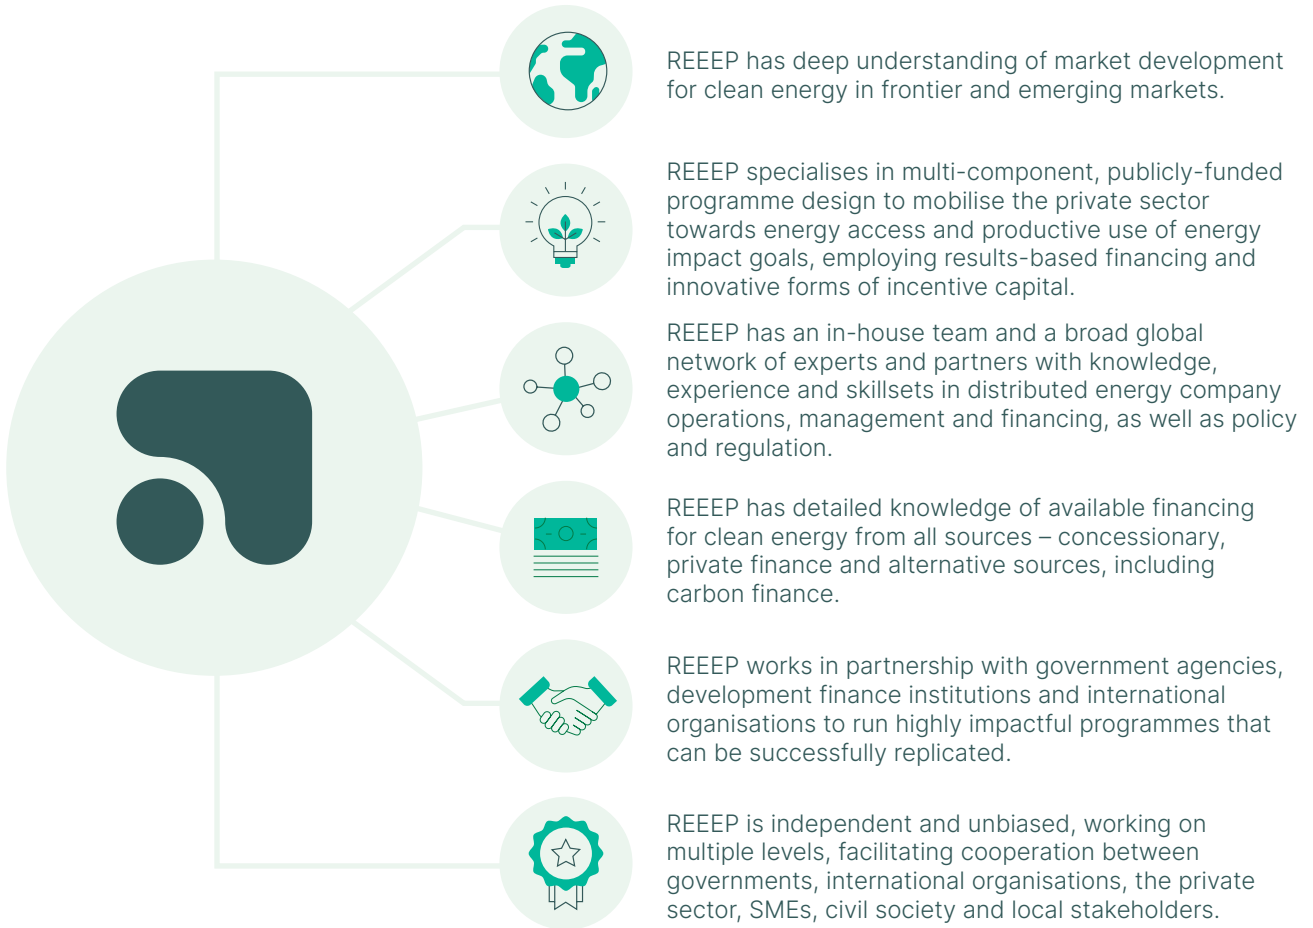 REEEP has deep understanding of market development
for clean energy in frontier and emerging markets.
REEEP specialises in multi-component, publicly-funded
programme design to mobilise the private sector
towards energy access and productive use of energy
impact goals, employing results-based financing and
innovative forms of incentive capital.
REEEP has an in-house team and a broad global
network of experts and partners with knowledge,
experience and skillsets in distributed energy company
operations, management and financing, as well as policy
and regulation.
REEEP has detailed knowledge of available financing
for clean energy from all sources – concessionary,
private finance and alternative sources, including
carbon finance.
REEEP works in partnership with government agencies,
development finance institutions and international
organisations to run highly impactful programmes that
can be successfully replicated.
REEEP is independent and unbiased, working on
multiple levels, facilitating cooperation between
governments, international organisations, the private
sector, SMEs, civil society and local stakeholders.